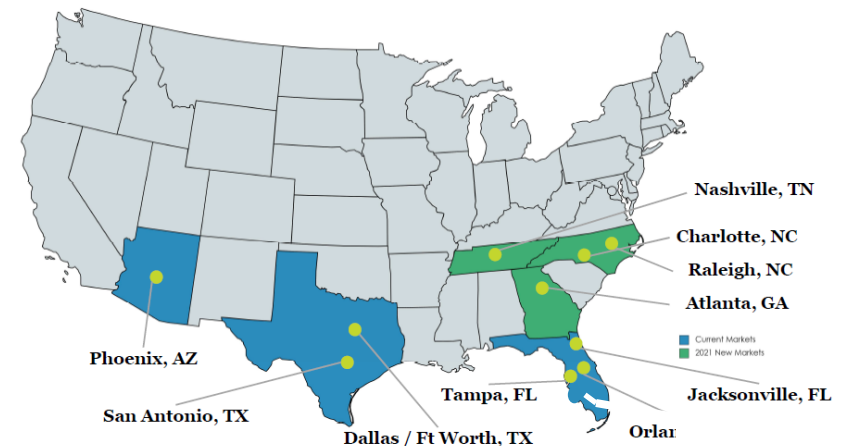 Nashville, TN
Charlotte, NC
Raleigh, NC
Atlanta, GA
Current Markets
2021 New Markets
Phoenix, AZ
Tampa, FL
Jacksonville, FL
San Antonio, TX
Dallas / Ft Worth, TX